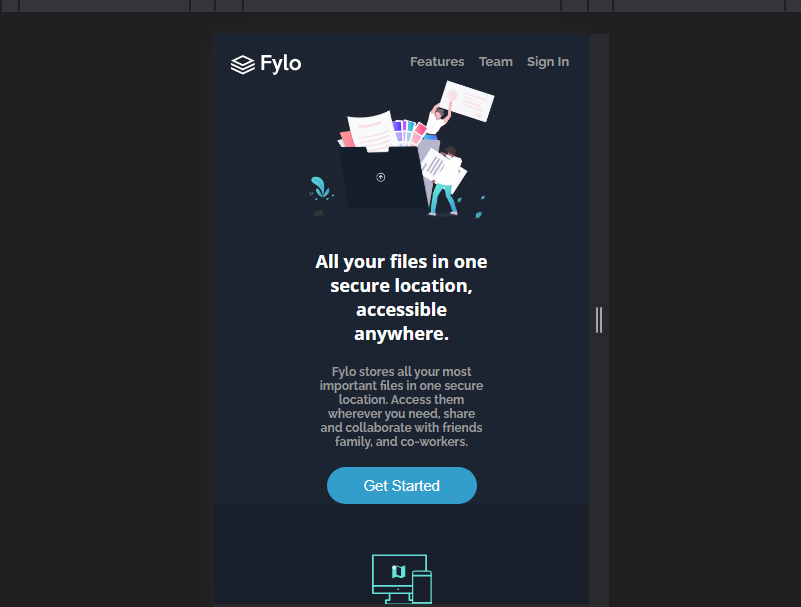 Fylo
Features Team Sign In
All your files in one
secure location,
accessible
anywhere.
Fylo stores all your most
important files in one secure
location. Access them
wherever you need, share
and collaborate with friends
family, and co-workers.
Get Started